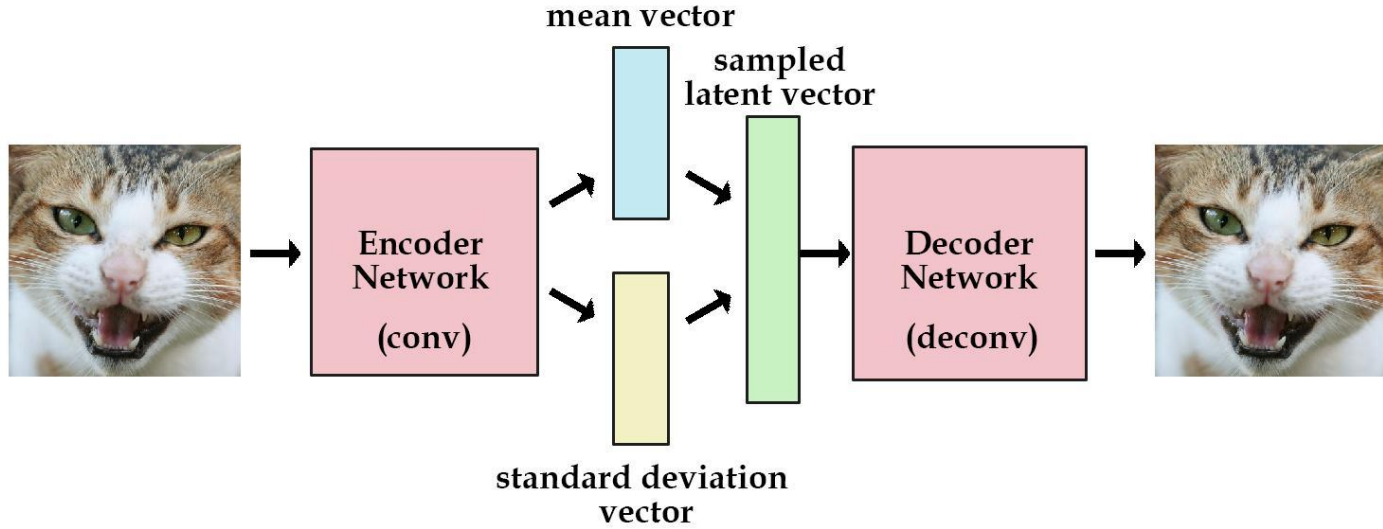 mean vector
sampled
latent vector
Encoder
Network
(conv)
Decoder
Network
(deconv)
standard deviation
vector